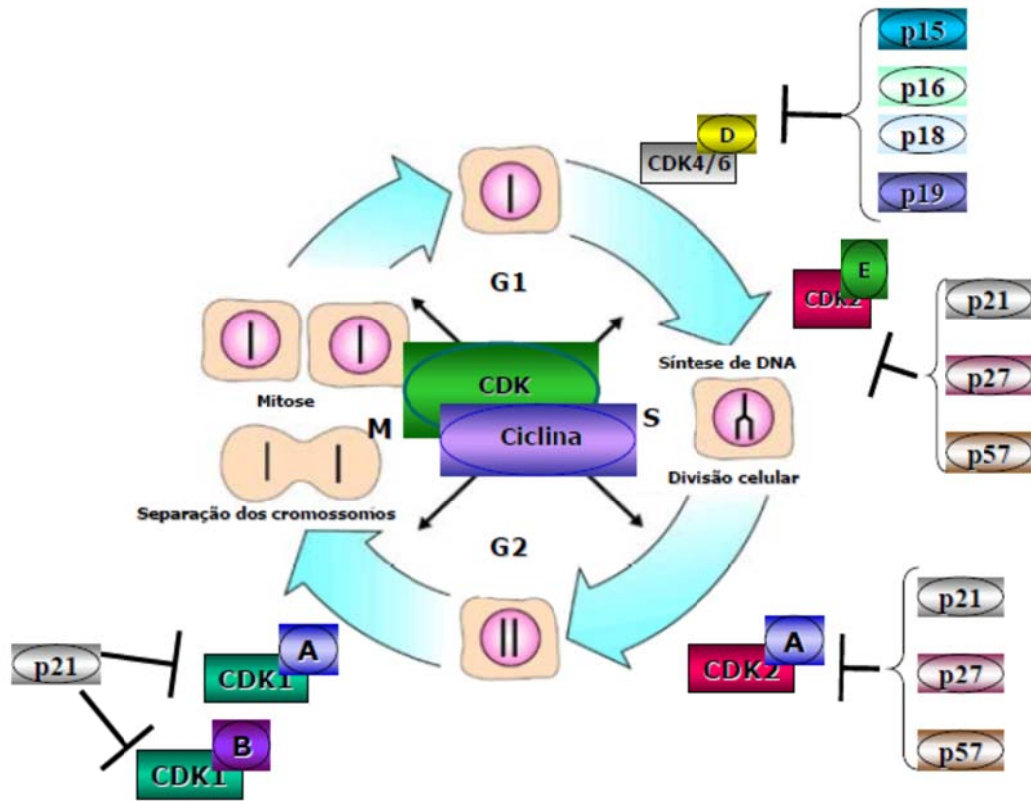 p15
p16
p18
p19
D
CDK4/6
G1
E
CDK2
p21
p27
p57
Síntese de DNA
CDK
Ciclina
Mitose
M
S
Divisão celular
Separação dos cromossomos
G2
p21
A
CDK1
B
CDK1
A
CDK2
p21
p27
p57